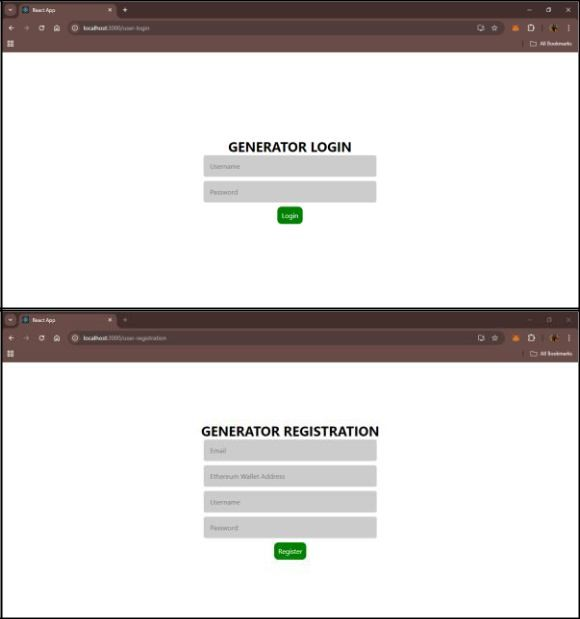 React App
localhost:3000/user-login
All Bookmarks
GENERATOR LOGIN
Username
Password
Login
React App
localhost:3000/user-registration
All Bookmarks
GENERATOR REGISTRATION
Email
Ethereum Wallet Address
Username
Password
Register